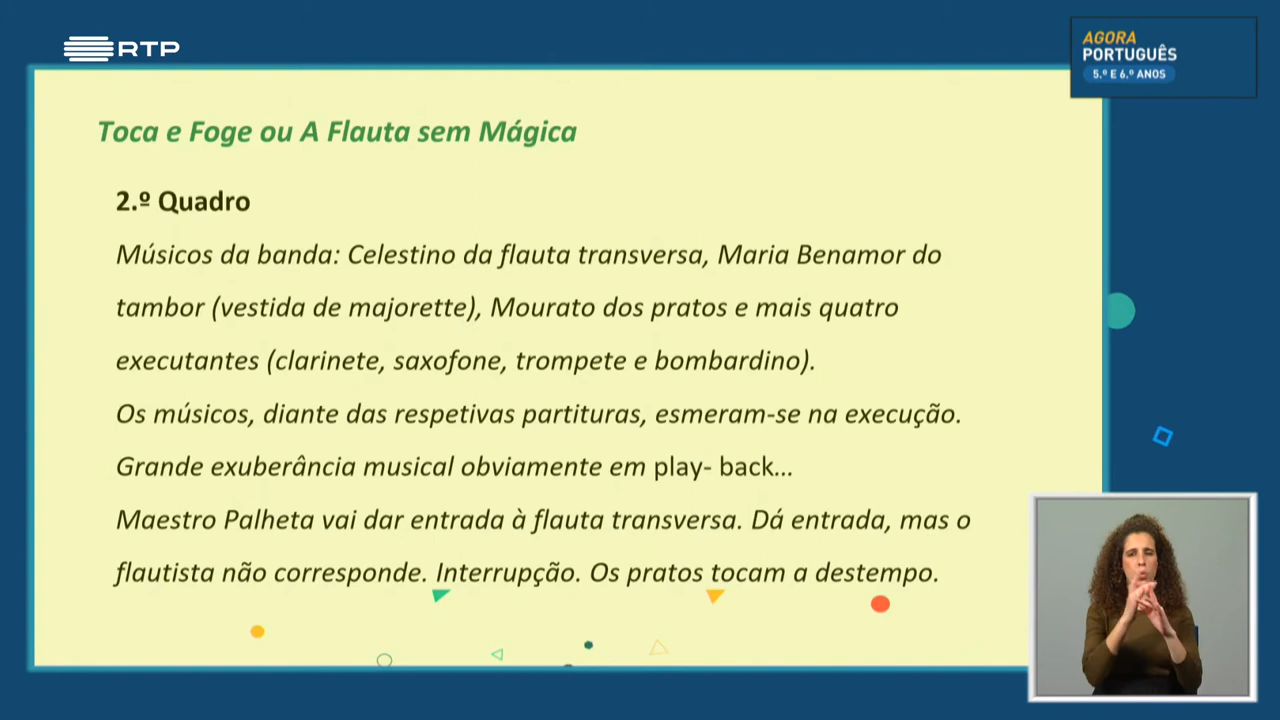 RTP
AGORA
PORTUGUÊS
5.º E 6.º ANOS
Toca e Foge ou A Flauta sem Mágica
2.º Quadro
Músicos da banda: Celestino da flauta transversa, Maria Benamor do
tambor (vestida de majorette), Mourato dos pratos e mais quatro
executantes (clarinete, saxofone, trompete e bombardino).
Os músicos, diante das respetivas partituras, esmeram-se na execução.
Grande exuberância musical obviamente em play- back...
Maestro Palheta vai dar entrada à flauta transversa. Dá entrada, mas o
flautista não corresponde. Interrupção. Os pratos tocam a destempo.